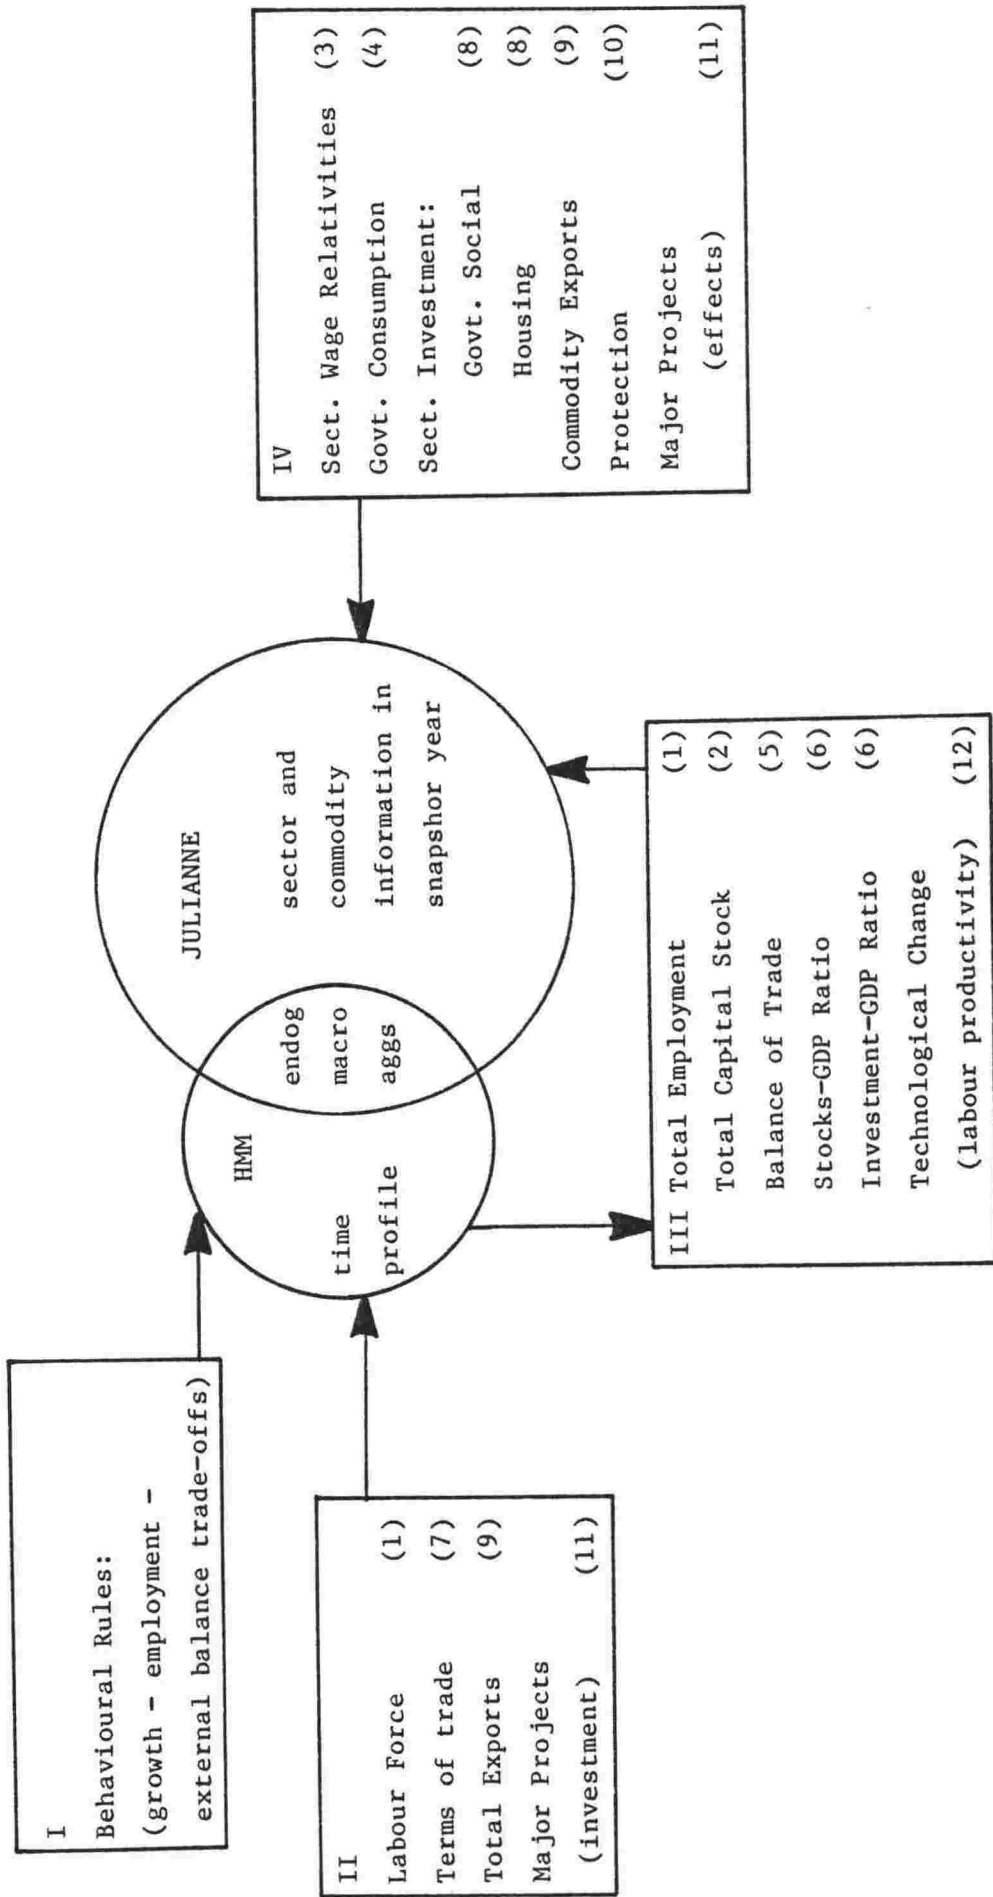 I
Behavioural Rules:
(growth - employment -
external balance trade-offs)
II
Labour Force (1)
Terms of trade (7)
Total Exports (9)
Major Projects
(investment) (11)
HMM
time
profile
endog
macro
aggs
JULIANNE
sector and
commodity
information in
snapshor year
III Total Employment (1)
Total Capital Stock (2)
Balance of Trade (5)
Stocks-GDP Ratio (6)
Investment-GDP Ratio (6)
Technological Change
(labour productivity) (12)
IV
Sect. Wage Relativities (3)
Govt. Consumption (4)
Sect. Investment:
Govt. Social (8)
Housing (8)
Commodity Exports (9)
Protection (10)
Major Projects
(effects) (11)